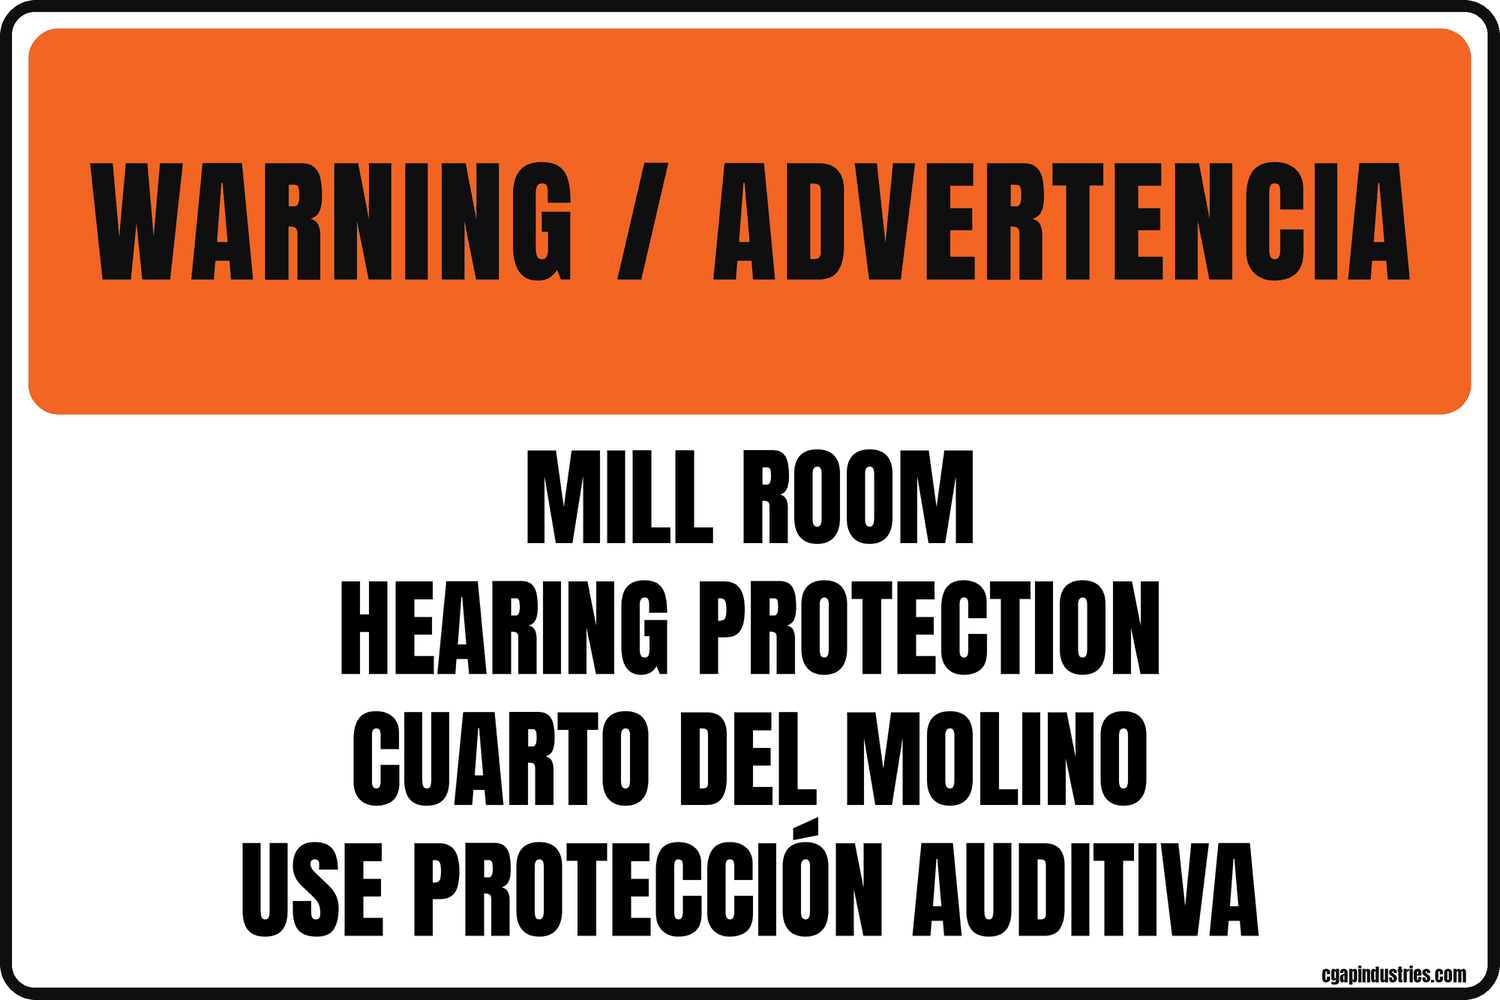 WARNING / ADVERTENCIA
MILL ROOM
HEARING PROTECTION
CUARTO DEL MOLINO
USE PROTECCIÓN AUDITIVA
cgapindustries.com